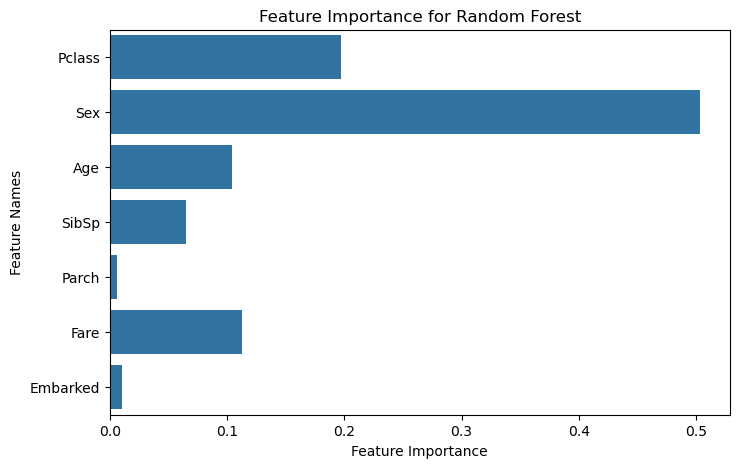 Feature Importance for Random Forest
Feature Names
Pclass
Sex
Age
SibSp
Parch
Fare
Embarked
0.0 0.1 0.2 0.3 0.4 0.5
Feature Importance